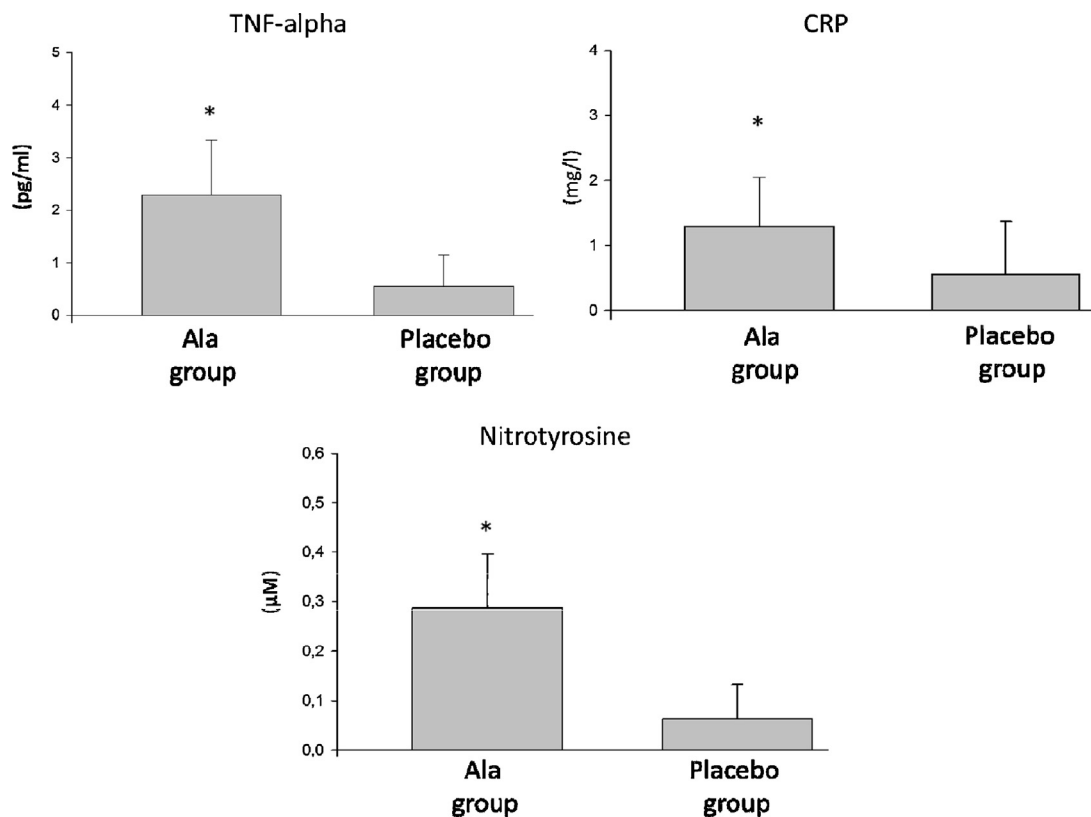 TNF-alpha
5
4
3
2
1
0
(pg/ml)
*
Ala
group
Placebo
group
CRP
4
3
2
1
0
(mg/l)
*
Ala
group
Placebo
group
Nitrotyrosine
0,6
0,5
0,4
0,3
0,2
0,1
0,0
(µM)
*
Ala
group
Placebo
group